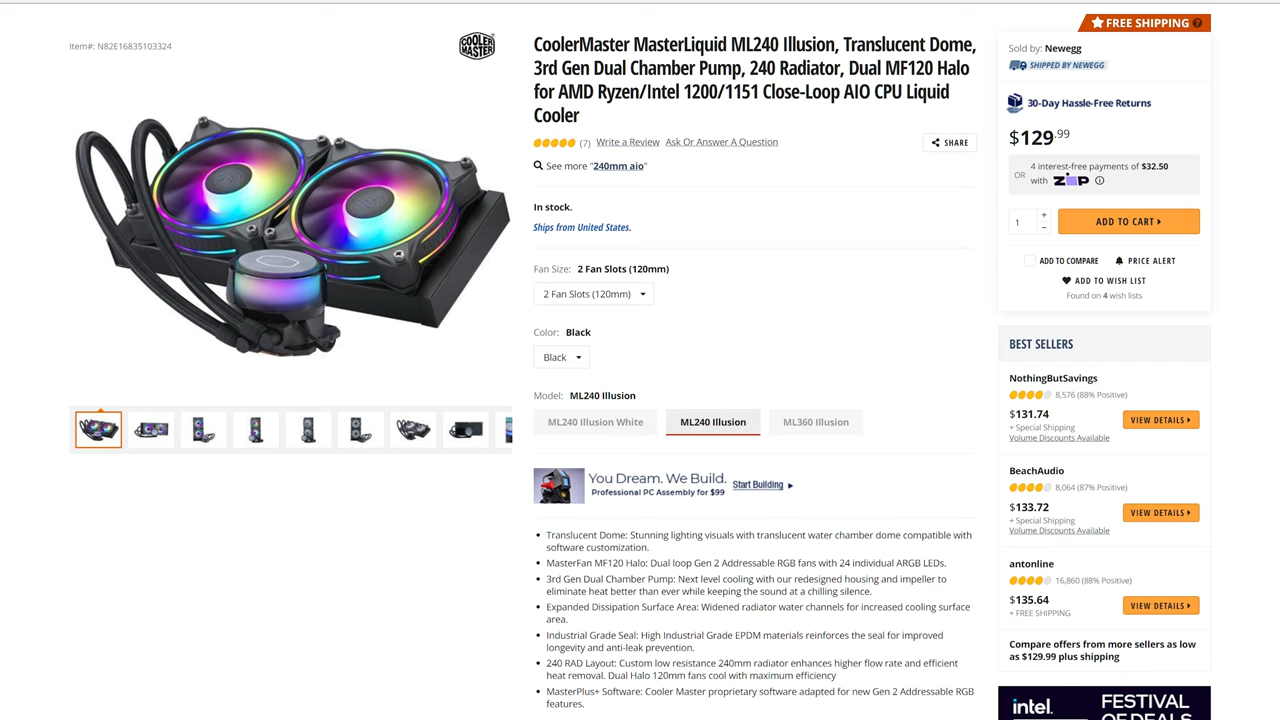 Item#: N82E16835103324
COOLER
MASTER
CoolerMaster MasterLiquid ML240 Illusion, Translucent Dome,
3rd Gen Dual Chamber Pump, 240 Radiator, Dual MF120 Halo
for AMD Ryzen/Intel 1200/1151 Close-Loop AIO CPU Liquid
Cooler
(7) Write a Review Ask Or Answer A Question
SHARE
See more "240mm aio"
In stock.
Ships from United States.
Fan Size: 2 Fan Slots (120mm)
2 Fan Slots (120mm)
Color: Black
Black
Model: ML240 Illusion
ML240 Illusion White ML240 Illusion ML360 Illusion
You Dream. We Build.
Professional PC Assembly for $99
Start Building
• Translucent Dome: Stunning lighting visuals with translucent water chamber dome compatible with
software customization.
• MasterFan MF120 Halo: Dual loop Gen 2 Addressable RGB fans with 24 individual ARGB LEDs.
• 3rd Gen Dual Chamber Pump: Next level cooling with our redesigned housing and impeller to
eliminate heat better than ever while keeping the sound at a chilling silence.
• Expanded Dissipation Surface Area: Widened radiator water channels for increased cooling surface
area.
• Industrial Grade Seal: High Industrial Grade EPDM materials reinforces the seal for improved
longevity and anti-leak prevention.
• 240 RAD Layout: Custom low resistance 240mm radiator enhances higher flow rate and efficient
heat removal. Dual Halo 120mm fans cool with maximum efficiency
• MasterPlus+ Software: Cooler Master proprietary software adapted for new Gen 2 Addressable RGB
features.
FREE SHIPPING ?
Sold by: Newegg
SHIPPED BY NEWEGG
30-Day Hassle-Free Returns
$129.99
OR
4 interest-free payments of $32.50
with ZIP
1
+
−
ADD TO CART
ADD TO COMPARE PRICE ALERT
ADD TO WISH LIST
Found on 4 wish lists
BEST SELLERS
NothingButSavings
8,576 (88% Positive)
$131.74
+ Special Shipping
Volume Discounts Available
VIEW DETAILS
BeachAudio
8,064 (87% Positive)
$133.72
+ Special Shipping
Volume Discounts Available
VIEW DETAILS
antonline
16,860 (88% Positive)
$135.64
+ FREE SHIPPING
VIEW DETAILS
Compare offers from more sellers as low
as $129.99 plus shipping
intel.
FESTIVAL
OF DEALS